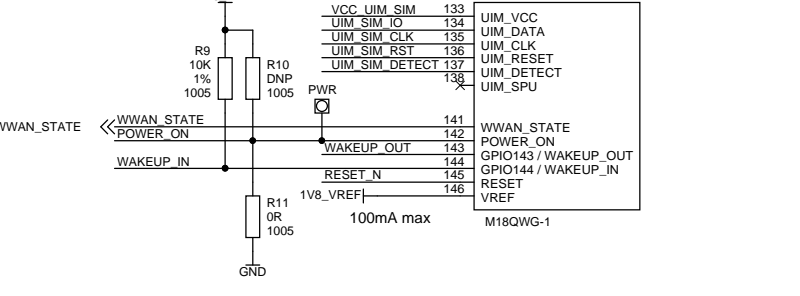 VCC_UIM_SIM 133 UIM_VCC
UIM_SIM_IO 134 UIM_DATA
UIM_SIM_CLK 135 UIM_CLK
UIM_SIM_RST 136 UIM_RESET
UIM_SIM_DETECT 137 UIM_DETECT
138 UIM_SPU
R9
10K
1%
1005
R10
DNP
1005
PWR
WWAN_STATE WWAN_STATE 141 WWAN_STATE
POWER_ON 142 POWER_ON
WAKEUP_OUT 143 GPIO143 / WAKEUP_OUT
WAKEUP_IN 144 GPIO144 / WAKEUP_IN
RESET_N 145 RESET
1V8_VREF 146 VREF
100mA max
M18QWG-1
R11
0R
1005
GND